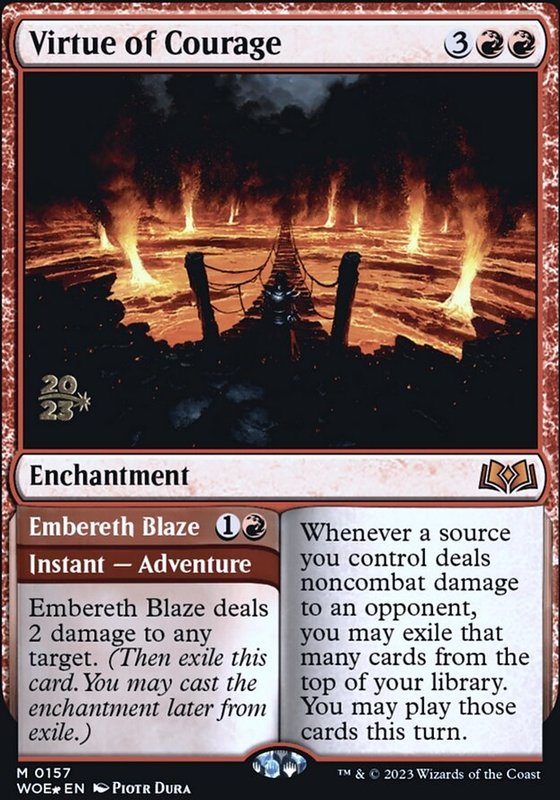 Virtue of Courage 3
20
23
Enchantment
Embereth Blaze 1
Instant — Adventure
Embereth Blaze deals
2 damage to any
target. (Then exile this
card. You may cast the
enchantment later from
exile.)
Whenever a source
you control deals
noncombat damage
to an opponent,
you may exile that
many cards from the
top of your library.
You may play those
cards this turn.
M 0157
WOE★ EN Piotr Dura
™ & © 2023 Wizards of the Coast